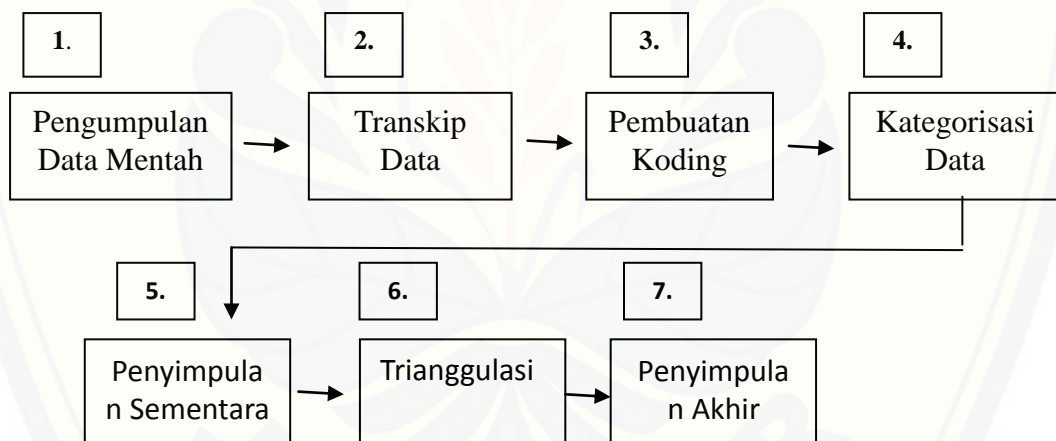 1.
2.
3.
4.
Pengumpulan
Data Mentah
Transkip
Data
Pembuatan
Koding
Kategorisasi
Data
5.
6.
7.
Penyimpula
n Sementara
Trianggulasi
Penyimpula
n Akhir